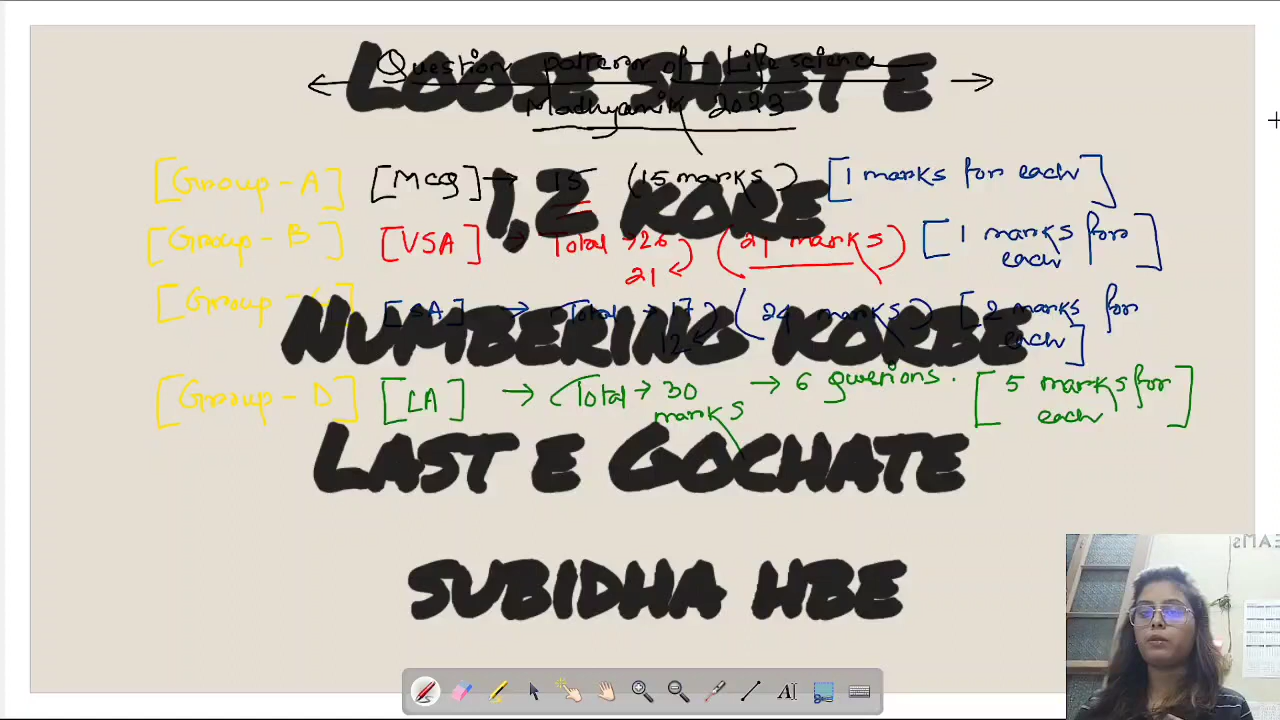 Question pattern of Life science
Madhyamik 2023
LOOSE SHEET E
[Group - A] [MCQ] → 15 (15 marks) [1 marks for each]
1,2 KORE
[Group - B] [VSA] → Total → 26 (21 marks) [1 marks for each]
21
[Group - C] [SA] → Total → 17 (24 marks) [2 marks for each]
12
NUMBERING KORBE
[Group - D] [LA] → Total → 30 marks → 6 questions. [5 marks for each]
LAST E GOCHATE
SUBIDHA HBE
EAMS